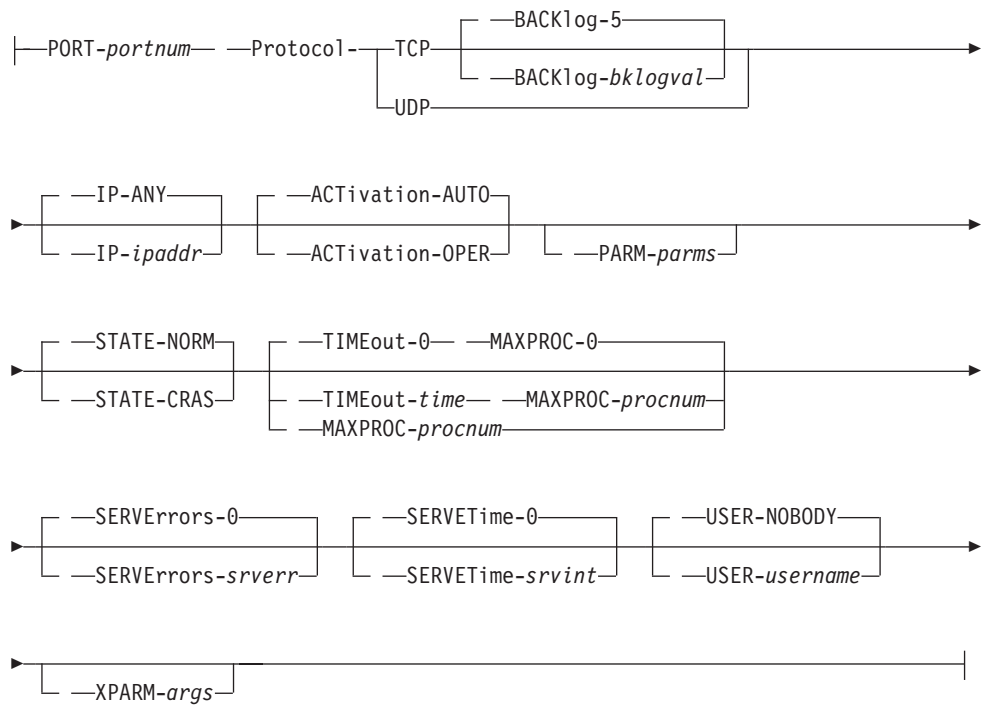 BACKlog-5
PORT-portnum Protocol- TCP
BACKlog-bklogval
UDP
IP-ANY ACTivation-AUTO
IP-ipaddr ACTivation-OPER PARM-parms
STATE-NORM TIMEout-0 MAXPROC-0
STATE-CRAS TIMEout-time MAXPROC-procnum
MAXPROC-procnum
SERVErrors-0 SERVETime-0 USER-NOBODY
SERVErrors-srverr SERVETime-srvint USER-username
XPARM-args